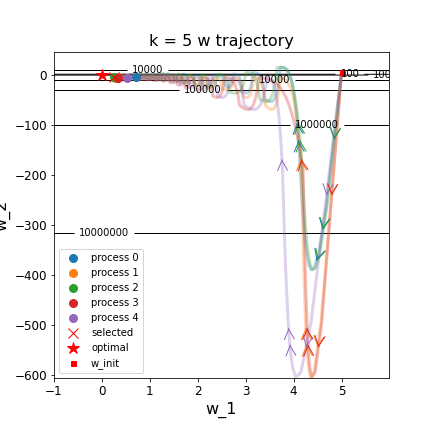 k = 5 w trajectory
0
−100
−200
−300
−400
−500
−600
w_2
10000
10000
100
100
100000
1000000
10000000
process 0
process 1
process 2
process 3
process 4
selected
optimal
w_init
−1
0
1
2
3
4
5
w_1